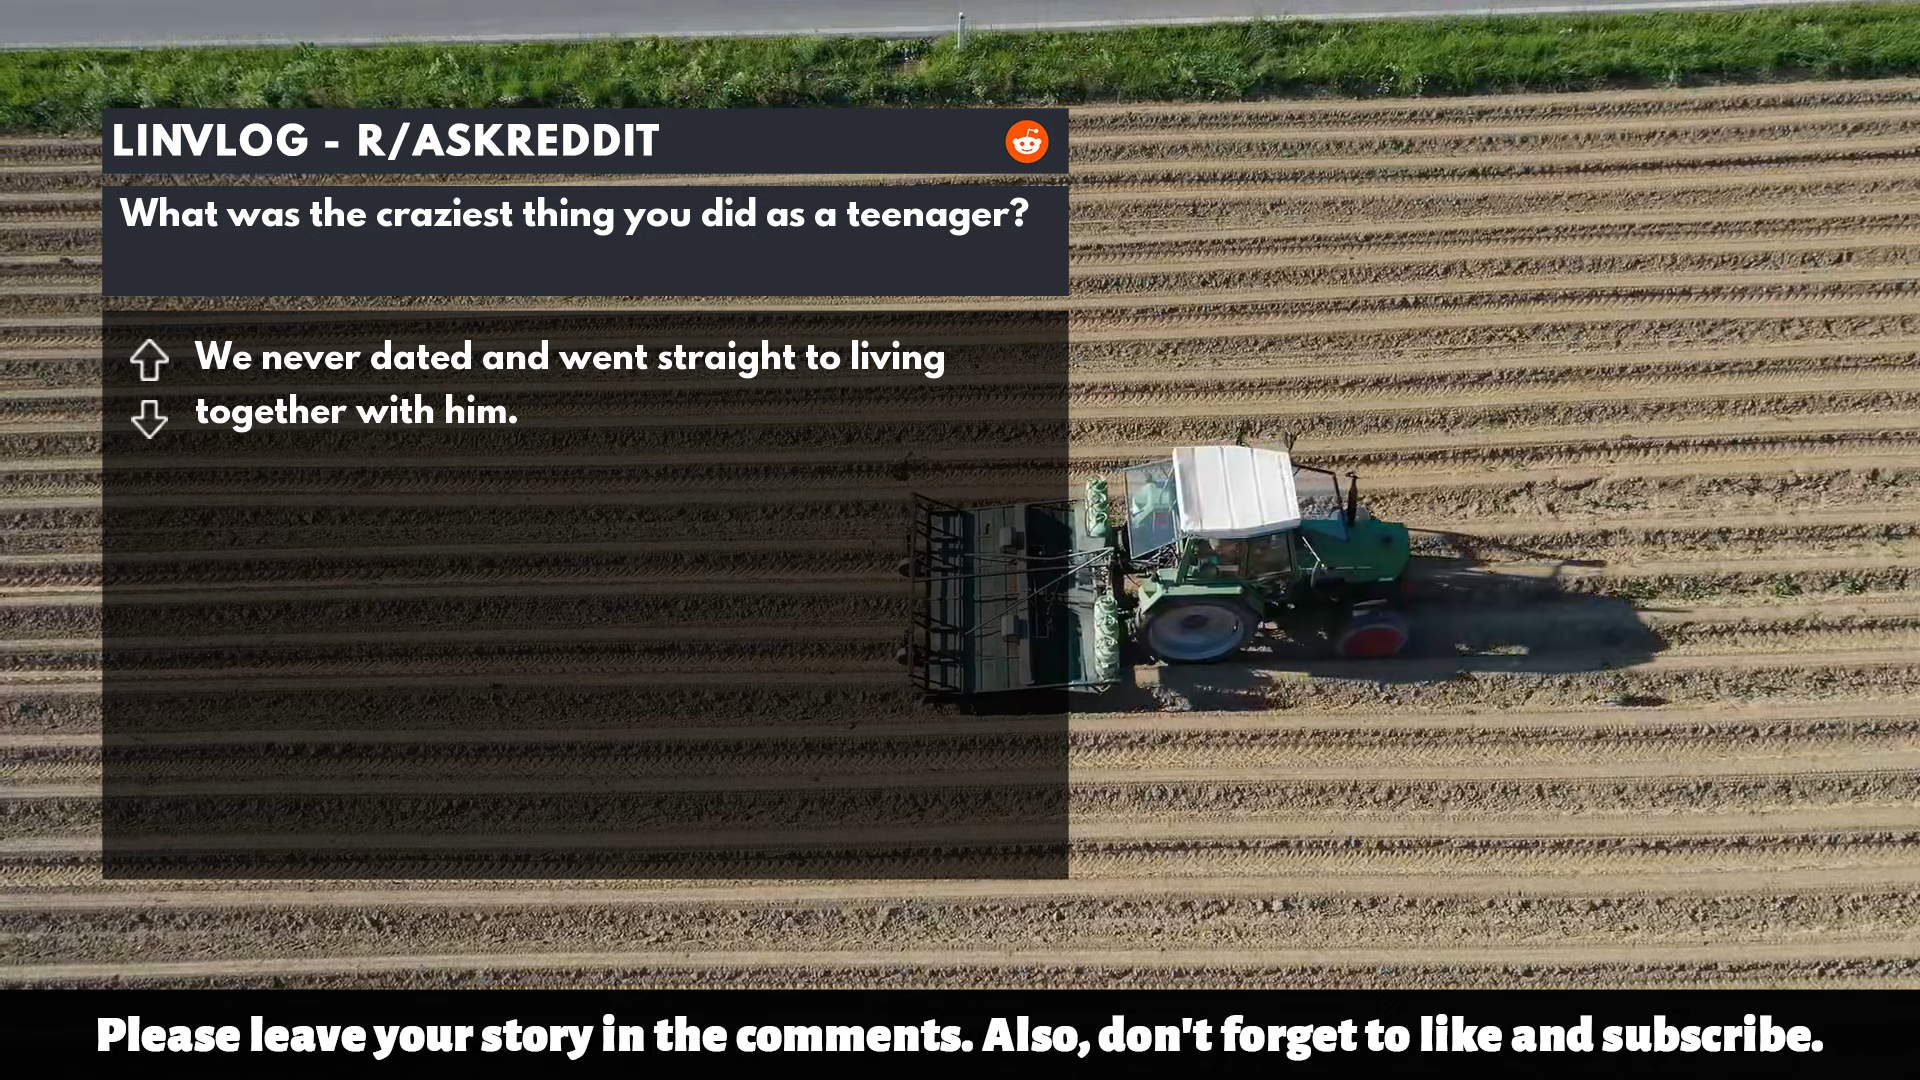 LINVLOG - R/ASKREDDIT
What was the craziest thing you did as a teenager?
We never dated and went straight to living
together with him.
Please leave your story in the comments. Also, don't forget to like and subscribe.